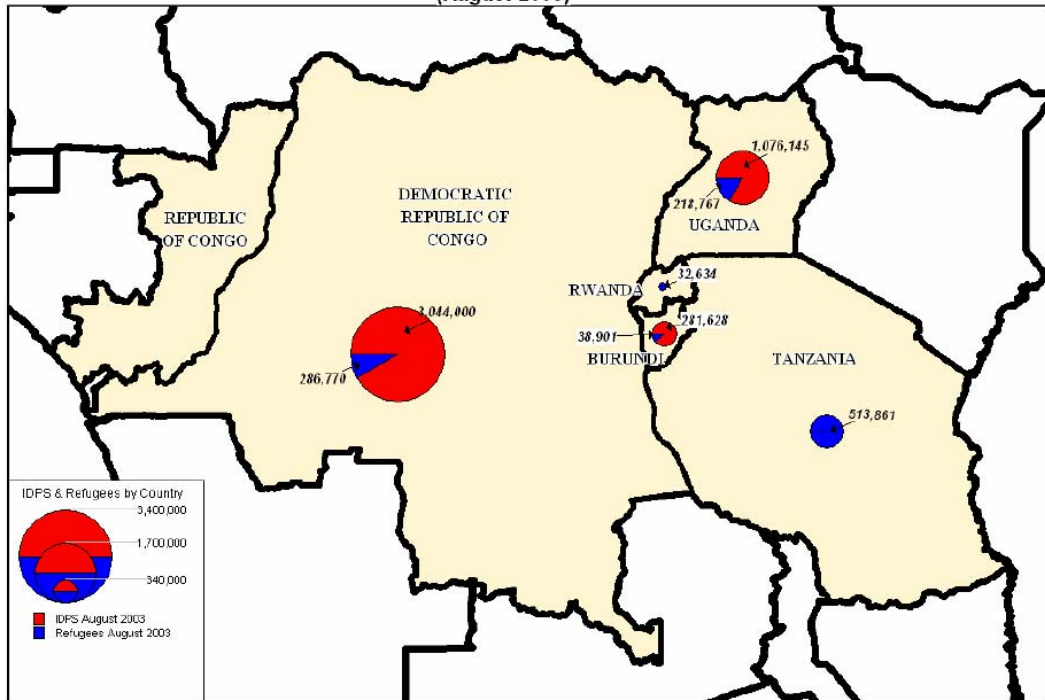 1,076,145
218,767
UGANDA
DEMOCRATIC
REPUBLIC OF
CONGO
REPUBLIC
OF CONGO
32,634
RWANDA
281,628
38,901
BURUNDI
TANZANIA
3,044,000
286,770
513,861
IDPS & Refugees by Country
3,400,000
1,700,000
340,000
IDPS August 2003
Refugees August 2003